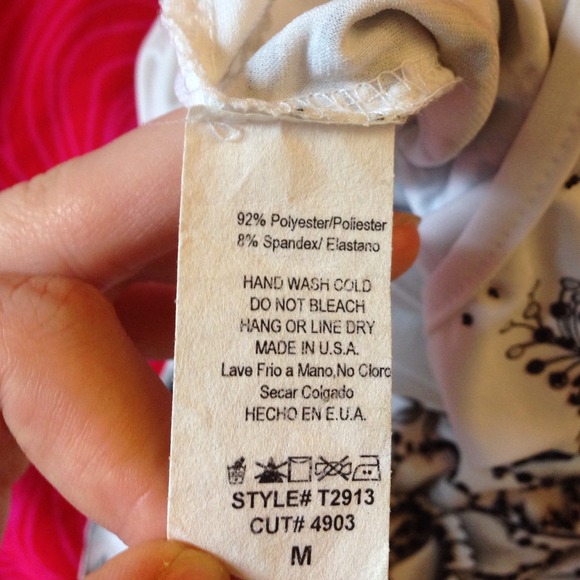 92% Polyester/Poliester
8% Spandex/ Elastano
HAND WASH COLD
DO NOT BLEACH
HANG OR LINE DRY
MADE IN U.S.A.
Lave Frio a Mano,No Cloro
Secar Colgado
HECHO EN E.U.A.
STYLE# T2913
CUT# 4903
M